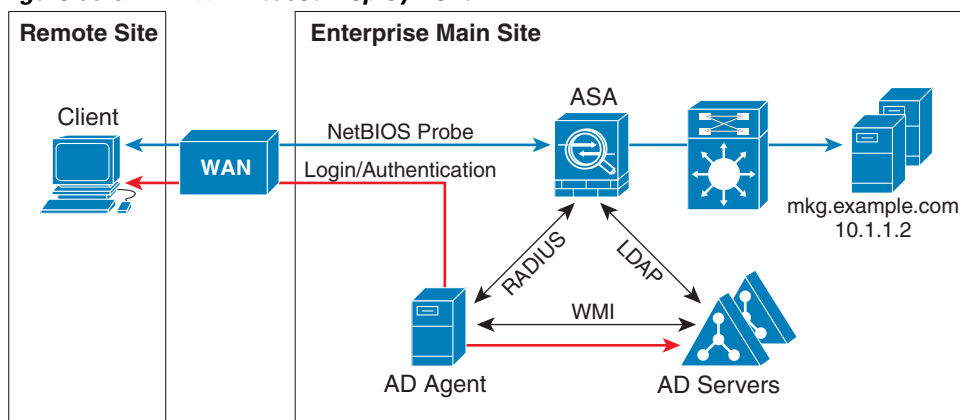 Remote Site
Enterprise Main Site
Client
ASA
NetBIOS Probe
WAN
Login/Authentication
mkg.example.com
10.1.1.2
RADIUS
LDAP
WMI
AD Agent
AD Servers